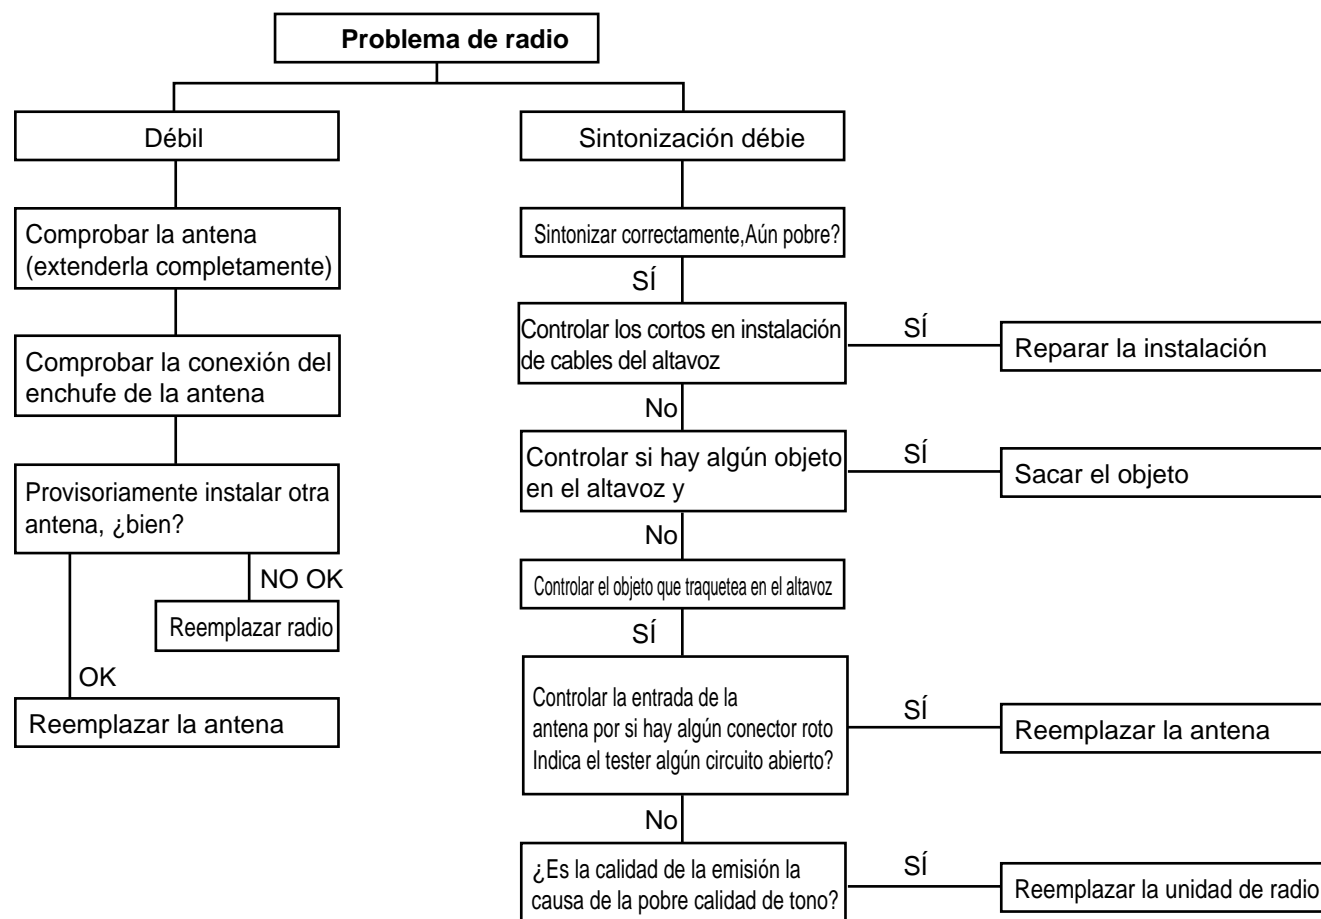 Problema de radio
Débil
Comprobar la antena
(extenderla completamente)
Comprobar la conexión del
enchufe de la antena
Provisoriamente instalar otra
antena, ¿bien?
NO OK
Reemplazar radio
OK
Reemplazar la antena
Sintonización débie
Sintonizar correctamente,Aún pobre?
SÍ
Controlar los cortos en instalación
de cables del altavoz
SÍ
Reparar la instalación
No
Controlar si hay algún objeto
en el altavoz y
SÍ
Sacar el objeto
No
Controlar el objeto que traquetea en el altavoz
SÍ
Controlar la entrada de la
antena por si hay algún conector roto
Indica el tester algún circuito abierto?
SÍ
Reemplazar la antena
No
¿Es la calidad de la emisión la
causa de la pobre calidad de tono?
SÍ
Reemplazar la unidad de radio